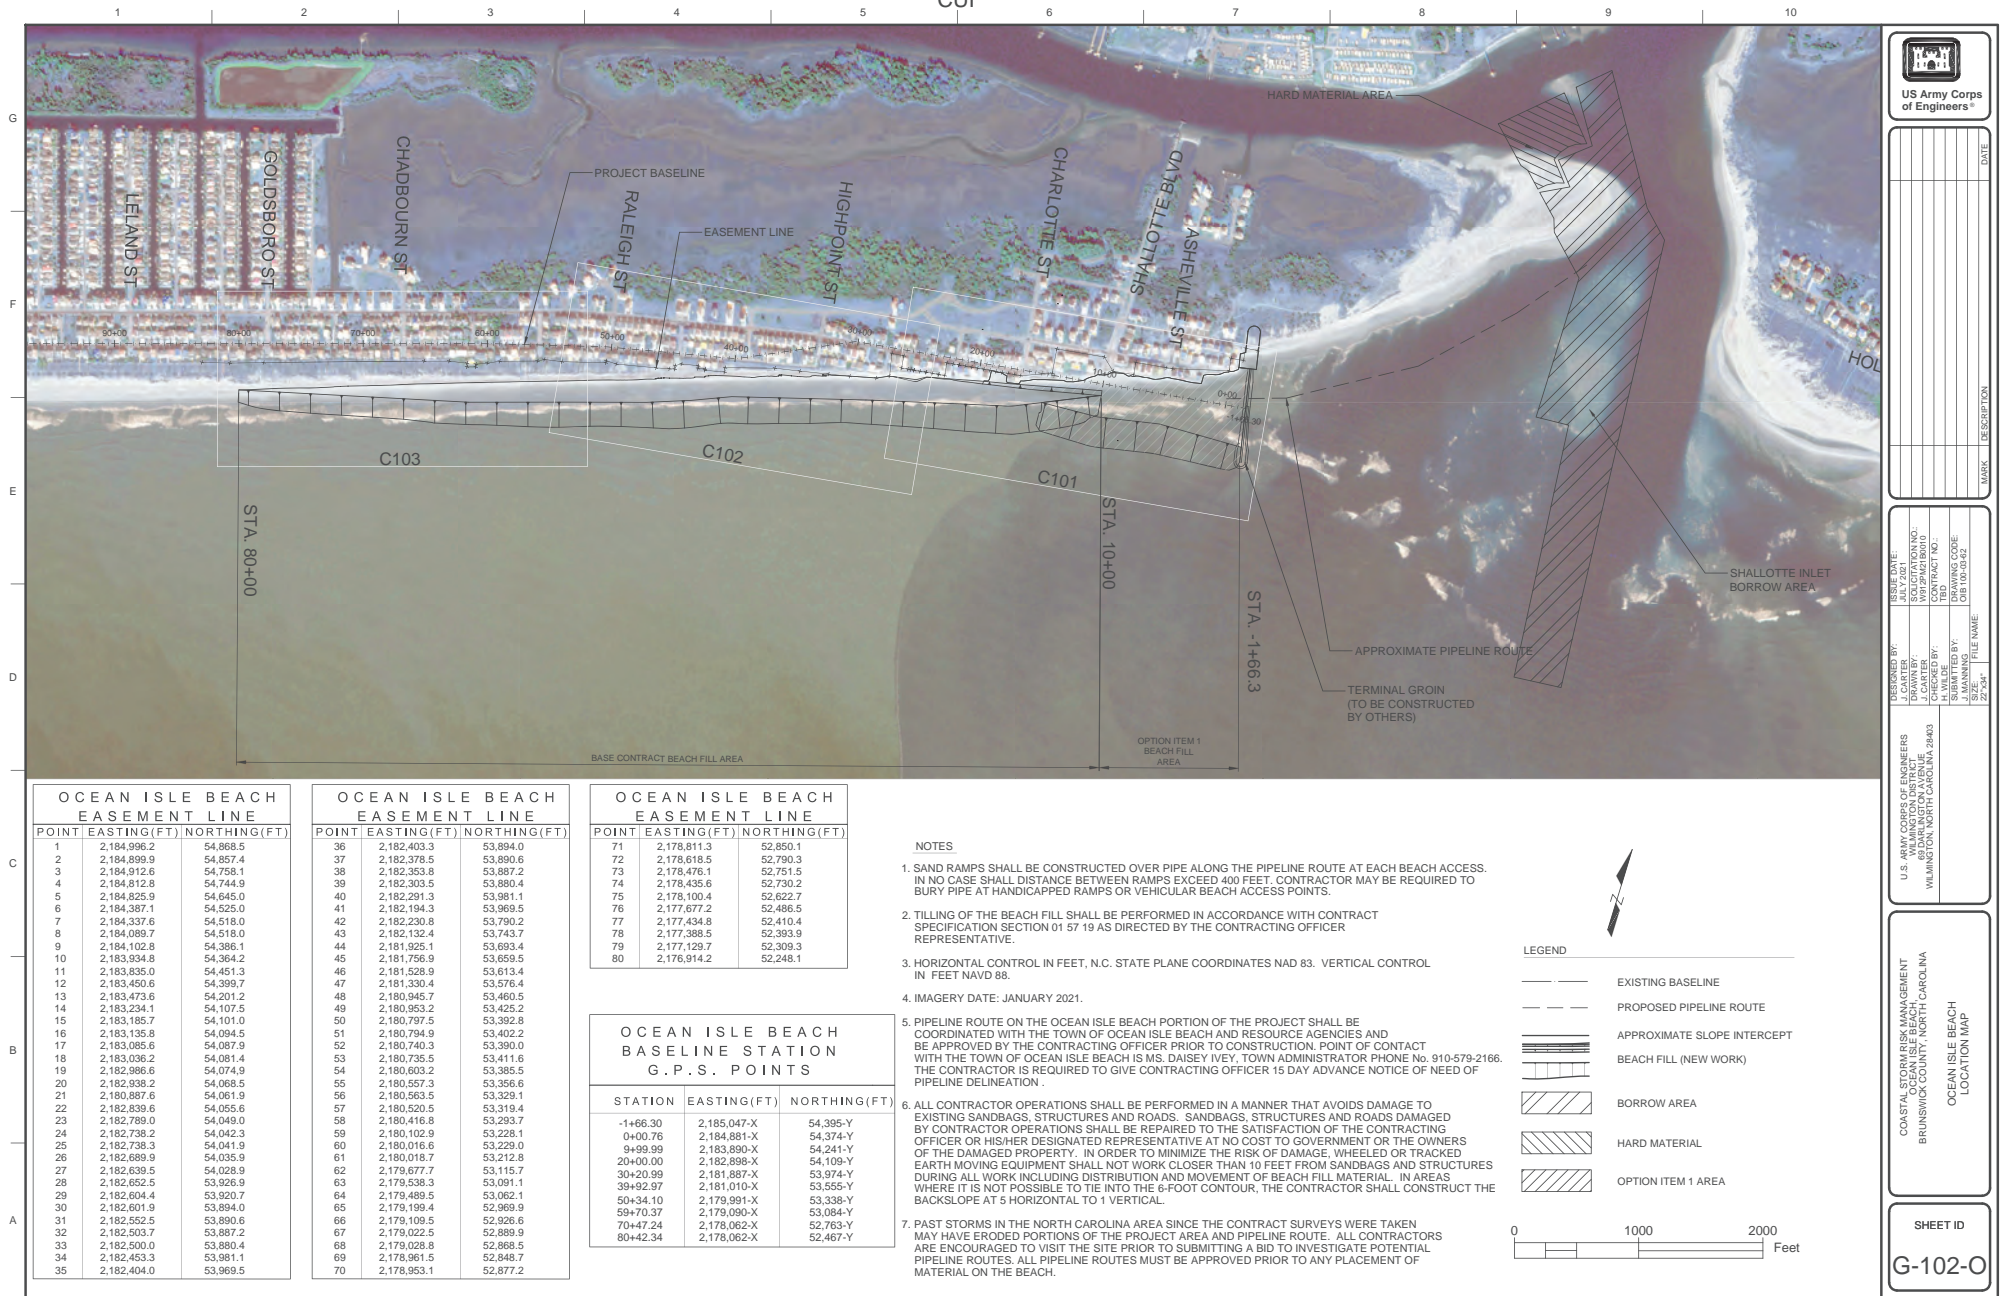 CUI
1 2 3 4 5 6 7 8 9 10
G
F
E
D
C
B
A
HARD MATERIAL AREA
PROJECT BASELINE
EASEMENT LINE
LELAND ST
GOLDSBORO ST
CHADBOURN ST
RALEIGH ST
HIGHPOINT ST
CHARLOTTE ST
SHALLOTTE BLVD
ASHEVILLE ST
HOL
90+00
80+00
70+00
60+00
50+00
40+00
30+00
20+00
10+00
0+00
C103
C102
C101
STA. 80+00
STA. 10+00
STA. -1+66.3
SHALLOTTE INLET
BORROW AREA
APPROXIMATE PIPELINE ROUTE
TERMINAL GROIN
(TO BE CONSTRUCTED
BY OTHERS)
BASE CONTRACT BEACH FILL AREA
OPTION ITEM 1
BEACH FILL
AREA
OCEAN ISLE BEACH
EASEMENT LINE
POINT EASTING(FT) NORTHING(FT)
1 2,184,996.2 54,868.5
2 2,184,899.9 54,857.4
3 2,184,912.6 54,758.1
4 2,184,812.8 54,744.9
5 2,184,825.9 54,645.0
6 2,184,387.1 54,525.0
7 2,184,337.6 54,518.0
8 2,184,089.7 54,518.0
9 2,184,102.8 54,386.1
10 2,183,934.8 54,364.2
11 2,183,835.0 54,451.3
12 2,183,450.6 54,399,7
13 2,183,473.6 54,201.2
14 2,183,234.1 54,107.5
15 2,183,185.7 54,101.0
16 2,183,135.8 54,094.5
17 2,183,085.6 54,087.9
18 2,183,036.2 54,081.4
19 2,182,986.6 54,074,9
20 2,182,938.2 54,068.5
21 2,180,887.6 54,061.9
22 2,182,839.6 54,055.6
23 2,182,789.0 54,049.0
24 2,182,738.2 54,042.3
25 2,182,738.3 54,041.9
26 2,182,689.9 54,035.9
27 2,182,639.5 54,028.9
28 2,182,652.5 53,926.9
29 2,182,604.4 53,920.7
30 2,182,601.9 53,894.0
31 2,182,552.5 53,890.6
32 2,182,503.7 53,887.2
33 2,182,500.0 53,880.4
34 2,182,453.3 53,981.1
35 2,182,404.0 53,969.5
OCEAN ISLE BEACH
EASEMENT LINE
POINT EASTING(FT) NORTHING(FT)
36 2,182,403.3 53,894.0
37 2,182,378.5 53,890.6
38 2,182,353.8 53,887.2
39 2,182,303.5 53,880.4
40 2,182,291.3 53,981.1
41 2,182,194.3 53,969.5
42 2,182,230.8 53,790.2
43 2,182,132.4 53,743.7
44 2,181,925.1 53,693.4
45 2,181,756.9 53,659.5
46 2,181,528.9 53,613.4
47 2,181,330.4 53,576.4
48 2,180,945.7 53,460.5
49 2,180,953.2 53,425.2
50 2,180,797.5 53,392.8
51 2,180,794.9 53,402.2
52 2,180,740.3 53,390.0
53 2,180,735.5 53,411.6
54 2,180,603.2 53,385.5
55 2,180,557.3 53,356.6
56 2,180,563.5 53,329.1
57 2,180,520.5 53,319.4
58 2,180,416.8 53,293.7
59 2,180,102.9 53,228.1
60 2,180,016.6 53,229.0
61 2,180,018.7 53,212.8
62 2,179,677.7 53,115.7
63 2,179,538.3 53,091.1
64 2,179,489.5 53,062.1
65 2,179,199.4 52,969.9
66 2,179,109.5 52,926.6
67 2,179,022.5 52,889.9
68 2,179,028.8 52,868.5
69 2,178,961.5 52,848.7
70 2,178,953.1 52,877.2
OCEAN ISLE BEACH
EASEMENT LINE
POINT EASTING(FT) NORTHING(FT)
71 2,178,811.3 52,850.1
72 2,178,618.5 52,790.3
73 2,178,476.1 52,751.5
74 2,178,435.6 52,730.2
75 2,178,100.4 52,622.7
76 2,177,677.2 52,486.5
77 2,177,434.8 52,410.4
78 2,177,388.5 52,393.9
79 2,177,129.7 52,309.3
80 2,176,914.2 52,248.1
OCEAN ISLE BEACH
BASELINE STATION
G.P.S. POINTS
STATION EASTING(FT) NORTHING(FT)
-1+66.30 2,185,047-X 54,395-Y
0+00.76 2,184,881-X 54,374-Y
9+99.99 2,183,890-X 54,241-Y
20+00.00 2,182,898-X 54,109-Y
30+20.99 2,181,887-X 53,974-Y
39+92.97 2,181,010-X 53,555-Y
50+34.10 2,179,991-X 53,338-Y
59+70.37 2,179,090-X 53,084-Y
70+47.24 2,178,062-X 52,763-Y
80+42.34 2,178,062-X 52,467-Y
NOTES
1. SAND RAMPS SHALL BE CONSTRUCTED OVER PIPE ALONG THE PIPELINE ROUTE AT EACH BEACH ACCESS.
IN NO CASE SHALL DISTANCE BETWEEN RAMPS EXCEED 400 FEET. CONTRACTOR MAY BE REQUIRED TO
BURY PIPE AT HANDICAPPED RAMPS OR VEHICULAR BEACH ACCESS POINTS.
2. TILLING OF THE BEACH FILL SHALL BE PERFORMED IN ACCORDANCE WITH CONTRACT
SPECIFICATION SECTION 01 57 19 AS DIRECTED BY THE CONTRACTING OFFICER
REPRESENTATIVE.
3. HORIZONTAL CONTROL IN FEET, N.C. STATE PLANE COORDINATES NAD 83. VERTICAL CONTROL
IN FEET NAVD 88.
4. IMAGERY DATE: JANUARY 2021.
5. PIPELINE ROUTE ON THE OCEAN ISLE BEACH PORTION OF THE PROJECT SHALL BE
COORDINATED WITH THE TOWN OF OCEAN ISLE BEACH AND RESOURCE AGENCIES AND
BE APPROVED BY THE CONTRACTING OFFICER PRIOR TO CONSTRUCTION. POINT OF CONTACT
WITH THE TOWN OF OCEAN ISLE BEACH IS MS. DAISEY IVEY, TOWN ADMINISTRATOR PHONE No. 910-579-2166.
THE CONTRACTOR IS REQUIRED TO GIVE CONTRACTING OFFICER 15 DAY ADVANCE NOTICE OF NEED OF
PIPELINE DELINEATION .
6. ALL CONTRACTOR OPERATIONS SHALL BE PERFORMED IN A MANNER THAT AVOIDS DAMAGE TO
EXISTING SANDBAGS, STRUCTURES AND ROADS. SANDBAGS, STRUCTURES AND ROADS DAMAGED
BY CONTRACTOR OPERATIONS SHALL BE REPAIRED TO THE SATISFACTION OF THE CONTRACTING
OFFICER OR HIS/HER DESIGNATED REPRESENTATIVE AT NO COST TO GOVERNMENT OR THE OWNERS
OF THE DAMAGED PROPERTY. IN ORDER TO MINIMIZE THE RISK OF DAMAGE, WHEELED OR TRACKED
EARTH MOVING EQUIPMENT SHALL NOT WORK CLOSER THAN 10 FEET FROM SANDBAGS AND STRUCTURES
DURING ALL WORK INCLUDING DISTRIBUTION AND MOVEMENT OF BEACH FILL MATERIAL. IN AREAS
WHERE IT IS NOT POSSIBLE TO TIE INTO THE 6-FOOT CONTOUR, THE CONTRACTOR SHALL CONSTRUCT THE
BACKSLOPE AT 5 HORIZONTAL TO 1 VERTICAL.
7. PAST STORMS IN THE NORTH CAROLINA AREA SINCE THE CONTRACT SURVEYS WERE TAKEN
MAY HAVE ERODED PORTIONS OF THE PROJECT AREA AND PIPELINE ROUTE. ALL CONTRACTORS
ARE ENCOURAGED TO VISIT THE SITE PRIOR TO SUBMITTING A BID TO INVESTIGATE POTENTIAL
PIPELINE ROUTES. ALL PIPELINE ROUTES MUST BE APPROVED PRIOR TO ANY PLACEMENT OF
MATERIAL ON THE BEACH.
N
LEGEND
EXISTING BASELINE
PROPOSED PIPELINE ROUTE
APPROXIMATE SLOPE INTERCEPT
BEACH FILL (NEW WORK)
BORROW AREA
HARD MATERIAL
OPTION ITEM 1 AREA
0 1000 2000
Feet
US Army Corps
of Engineers®
DATE
DESCRIPTION
MARK
ISSUE DATE:
JULY 2021
SOLICITATION NO.:
W912PM21B0010
CONTRACT NO.:
TBD
DRAWING CODE:
OIB 100-03-62
DESIGNED BY:
J. CARTER
DRAWN BY:
J. CARTER
CHECKED BY:
H. WILDE
SUBMITTED BY:
J. MANNING
SIZE:
22"x34"
FILE NAME:
U.S. ARMY CORPS OF ENGINEERS
WILMINGTON DISTRICT
69 DARLINGTON AVENUE
WILMINGTON, NORTH CAROLINA 28403
COASTAL STORM RISK MANAGEMENT
OCEAN ISLE BEACH,
BRUNSWICK COUNTY, NORTH CAROLINA
OCEAN ISLE BEACH
LOCATION MAP
SHEET ID
G-102-O